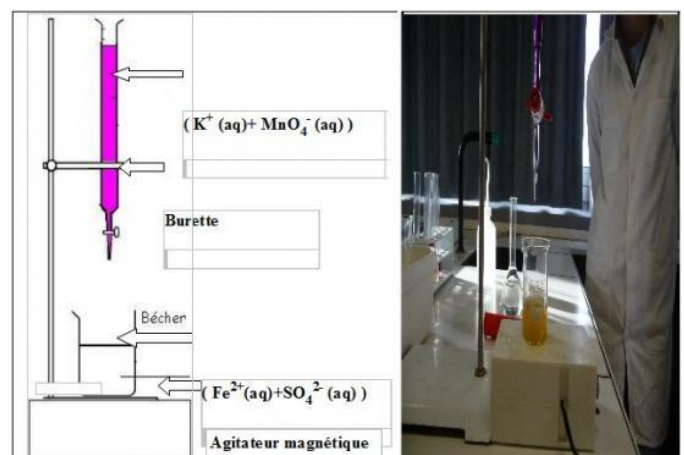 ( K⁺ (aq)+ MnO₄⁻ (aq) )
Burette
Bécher
( Fe²⁺(aq)+SO₄²⁻ (aq) )
Agitateur magnétique